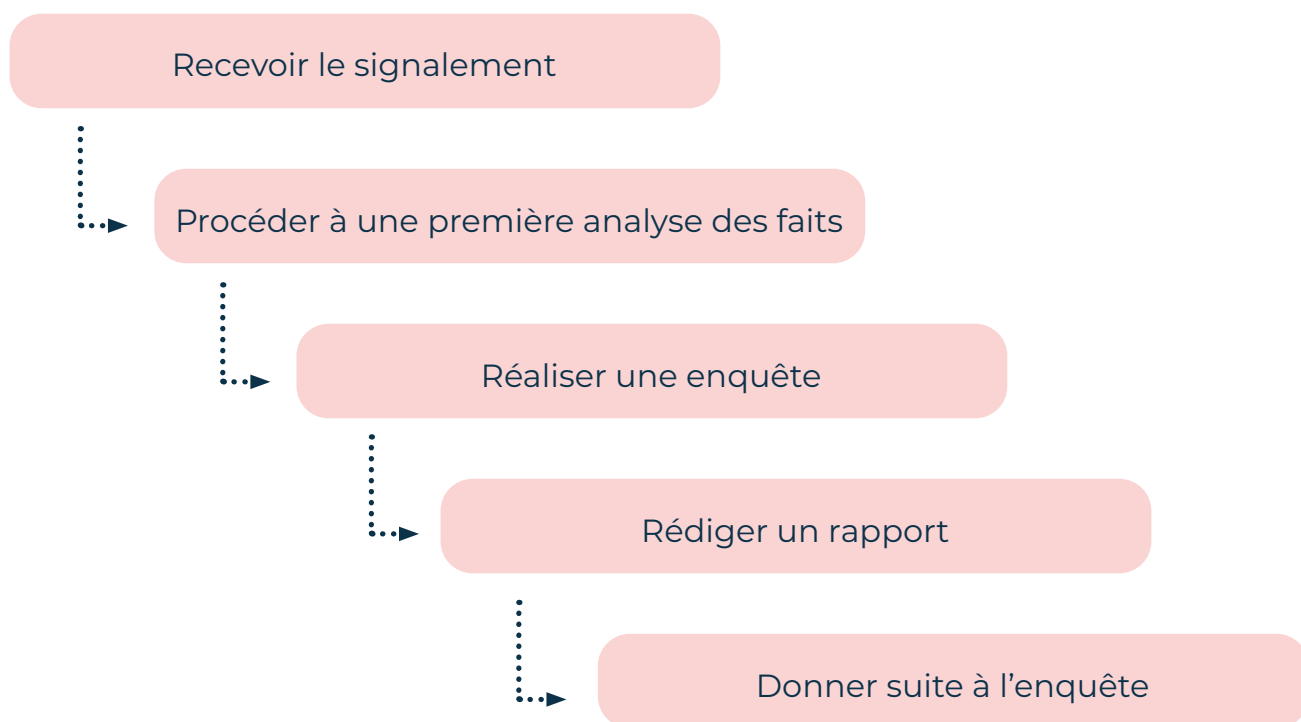 Recevoir le signalement
Procéder à une première analyse des faits
Réaliser une enquête
Rédiger un rapport
Donner suite à l’enquête